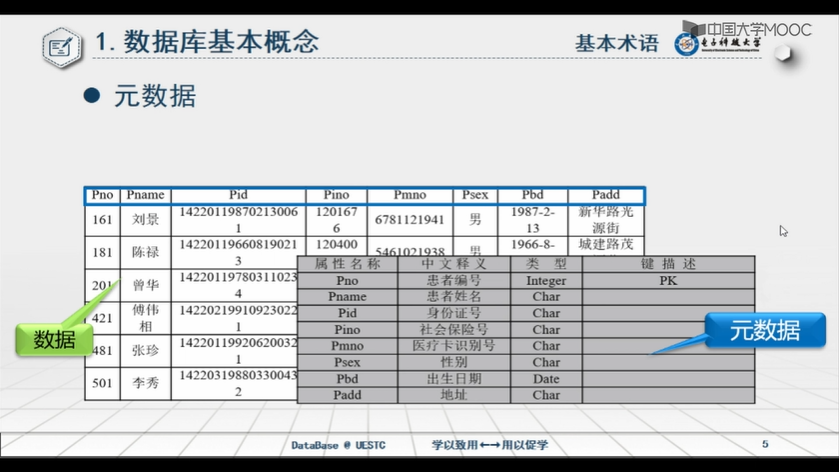 1. 数据库基本概念
基本术语
中国大学MOOC
电子科技大学
元数据
Pno Pname Pid Pino Pmno Psex Pbd Padd
161 刘景 142201198702130061 1201676 6781121941 男 1987-2-13 新华路光源街
181 陈禄 142201196608190213 120400 5461021938 男 1966-8- 城建路茂
201 曾华 142201197803110234
421 傅伟相 142202199109230221
481 张珍 142201199206200321
501 李秀 142203198803300432
属性名称 中文释义 类 型 键 描 述
Pno 患者编号 Integer PK
Pname 患者姓名 Char
Pid 身份证号 Char
Pino 社会保险号 Char
Pmno 医疗卡识别号 Char
Psex 性别 Char
Pbd 出生日期 Date
Padd 地址 Char
数据
元数据
DataBase @ UESTC 学以致用←→用以促学 5